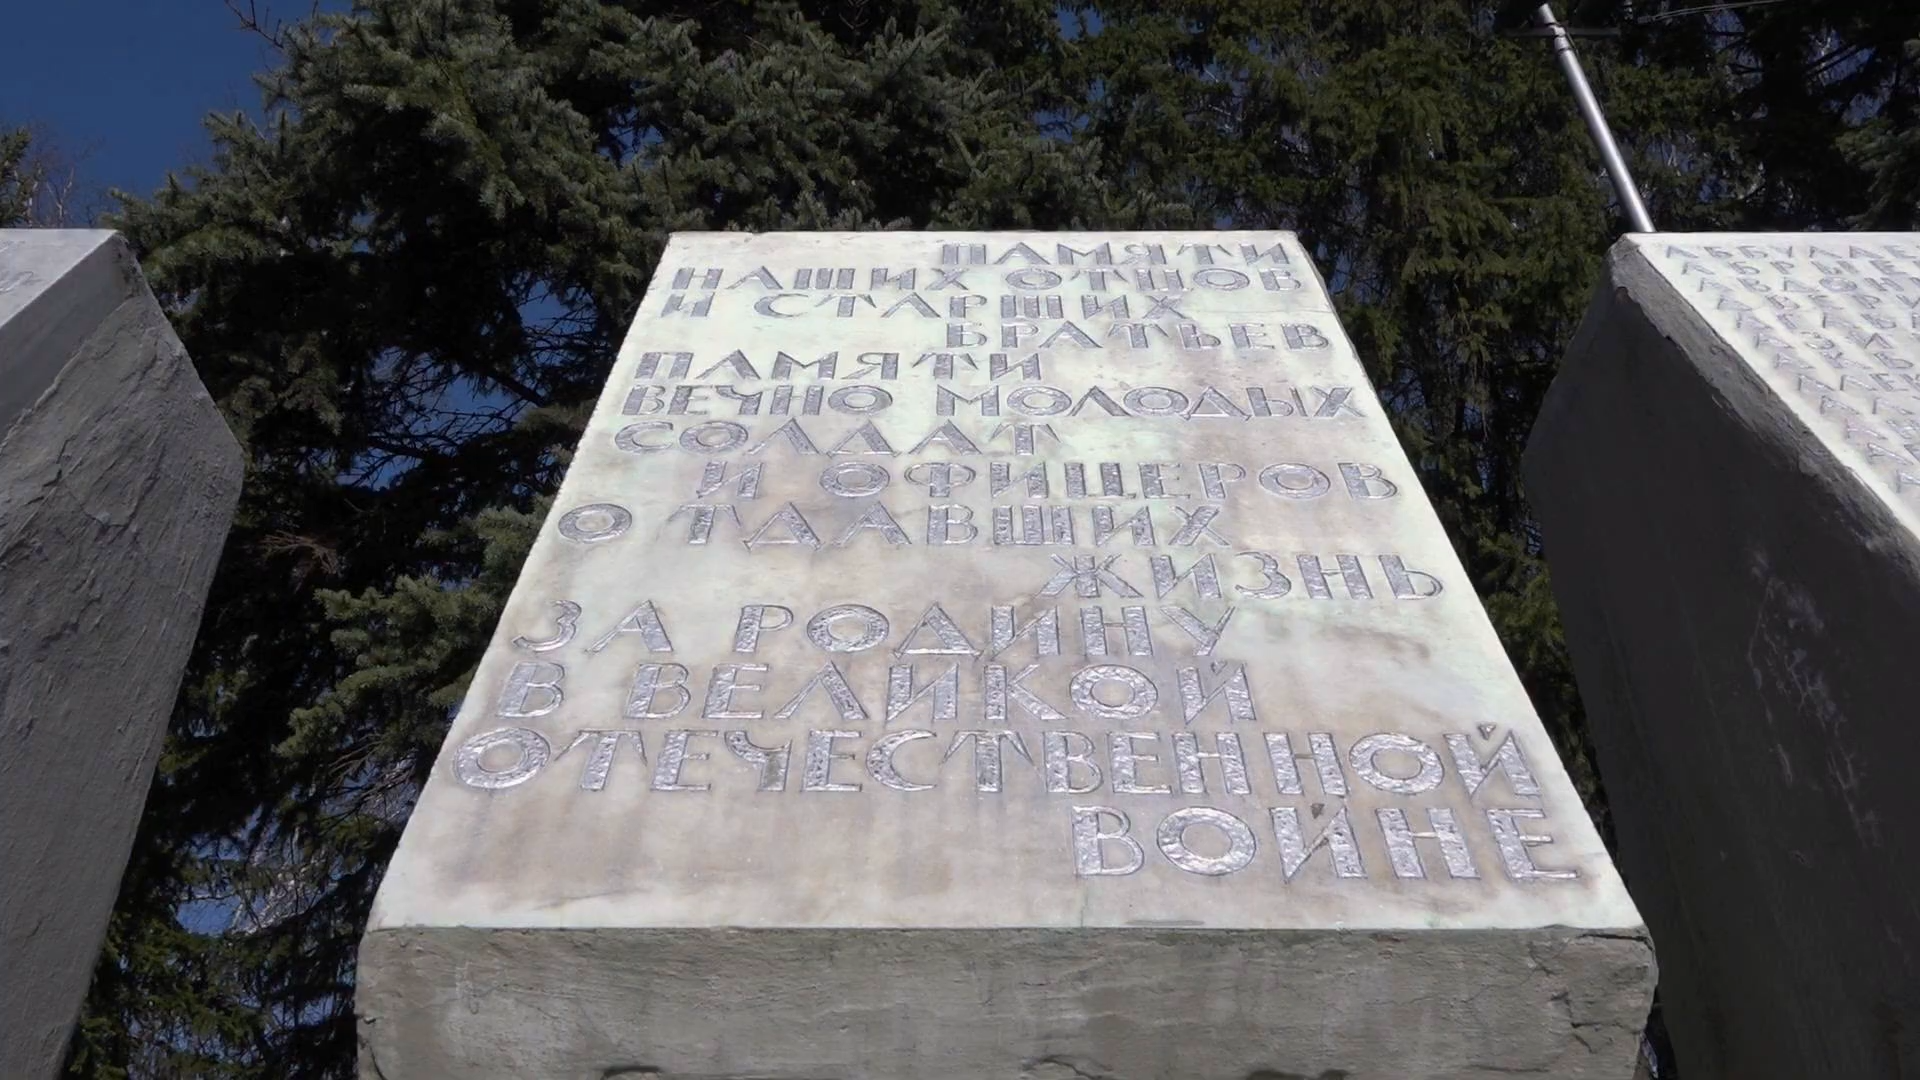 ПАМЯТИ
НАШИХ ОТЦОВ
И СТАРШИХ
БРАТЬЕВ
ПАМЯТИ
ВЕЧНО МОЛОДЫХ
СОЛДАТ
И ОФИЦЕРОВ
ОТДАВШИХ
ЖИЗНЬ
ЗА РОДИНУ
В ВЕЛИКОЙ
ОТЕЧЕСТВЕННОЙ
ВОЙНЕ